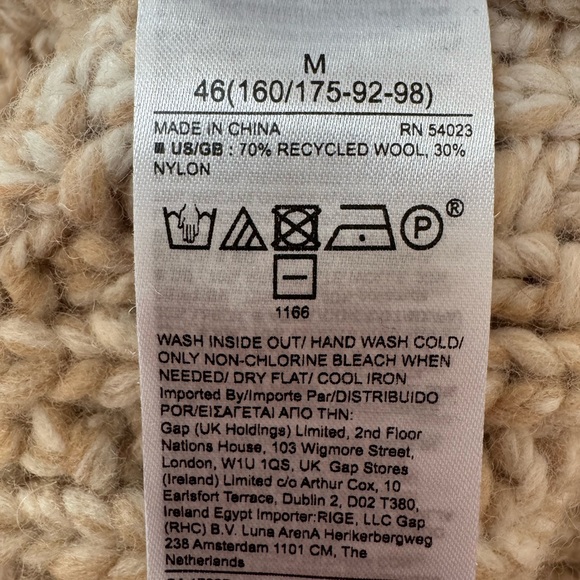 M
46(160/175-92-98)
MADE IN CHINA RN 54023
US/GB : 70% RECYCLED WOOL, 30%
NYLON
P®
1166
WASH INSIDE OUT/ HAND WASH COLD/
ONLY NON-CHLORINE BLEACH WHEN
NEEDED/ DRY FLAT/ COOL IRON
Imported By/Importe Par/DISTRIBUIDO
POR/ΕΙΣΑΓΕΤΑΙ ΑΠΟ ΤΗΝ:
Gap (UK Holdings) Limited, 2nd Floor
Nations House, 103 Wigmore Street,
London, W1U 1QS, UK Gap Stores
(Ireland) Limited c/o Arthur Cox, 10
Earlsfort Terrace, Dublin 2, D02 T380,
Ireland Egypt Importer:RIGE, LLC Gap
(RHC) B.V. Luna ArenA Herikerbergweg
238 Amsterdam 1101 CM, The
Netherlands